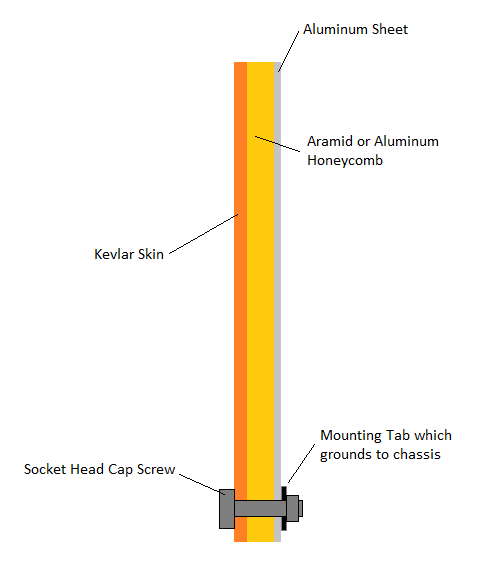 Aluminum Sheet
Aramid or Aluminum
Honeycomb
Kevlar Skin
Mounting Tab which
grounds to chassis
Socket Head Cap Screw